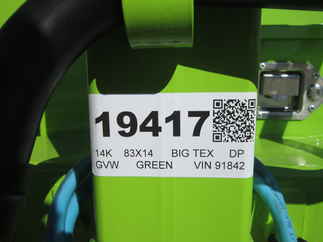 19417
14K 83X14 BIG TEX DP
GVW GREEN VIN 91842